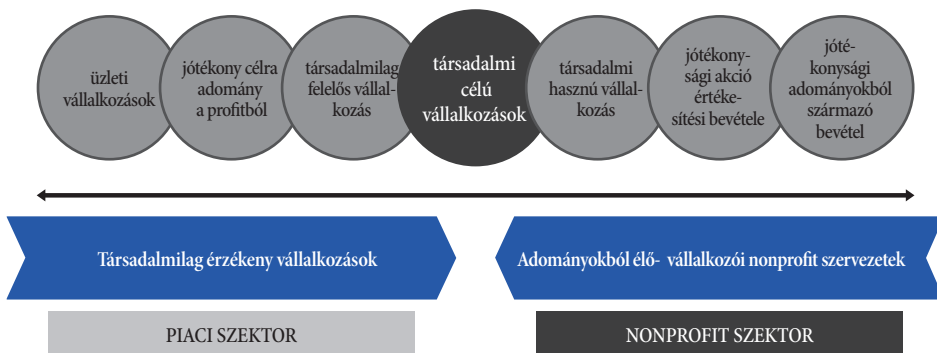 üzleti
vállalkozások
jótékony célra
adomány
a profitból
társadalmilag
felelős vállal-
kozás
társadalmi
célú
vállalkozások
társadalmi
hasznú vállal-
kozás
jótékony-
sági akció
értéke-
sítési bevétele
jóté-
konysági
adományokból
származó
bevétel
Társadalmilag érzékeny vállalkozások
Adományokból élő- vállalkozói nonprofit szervezetek
PIACI SZEKTOR
NONPROFIT SZEKTOR